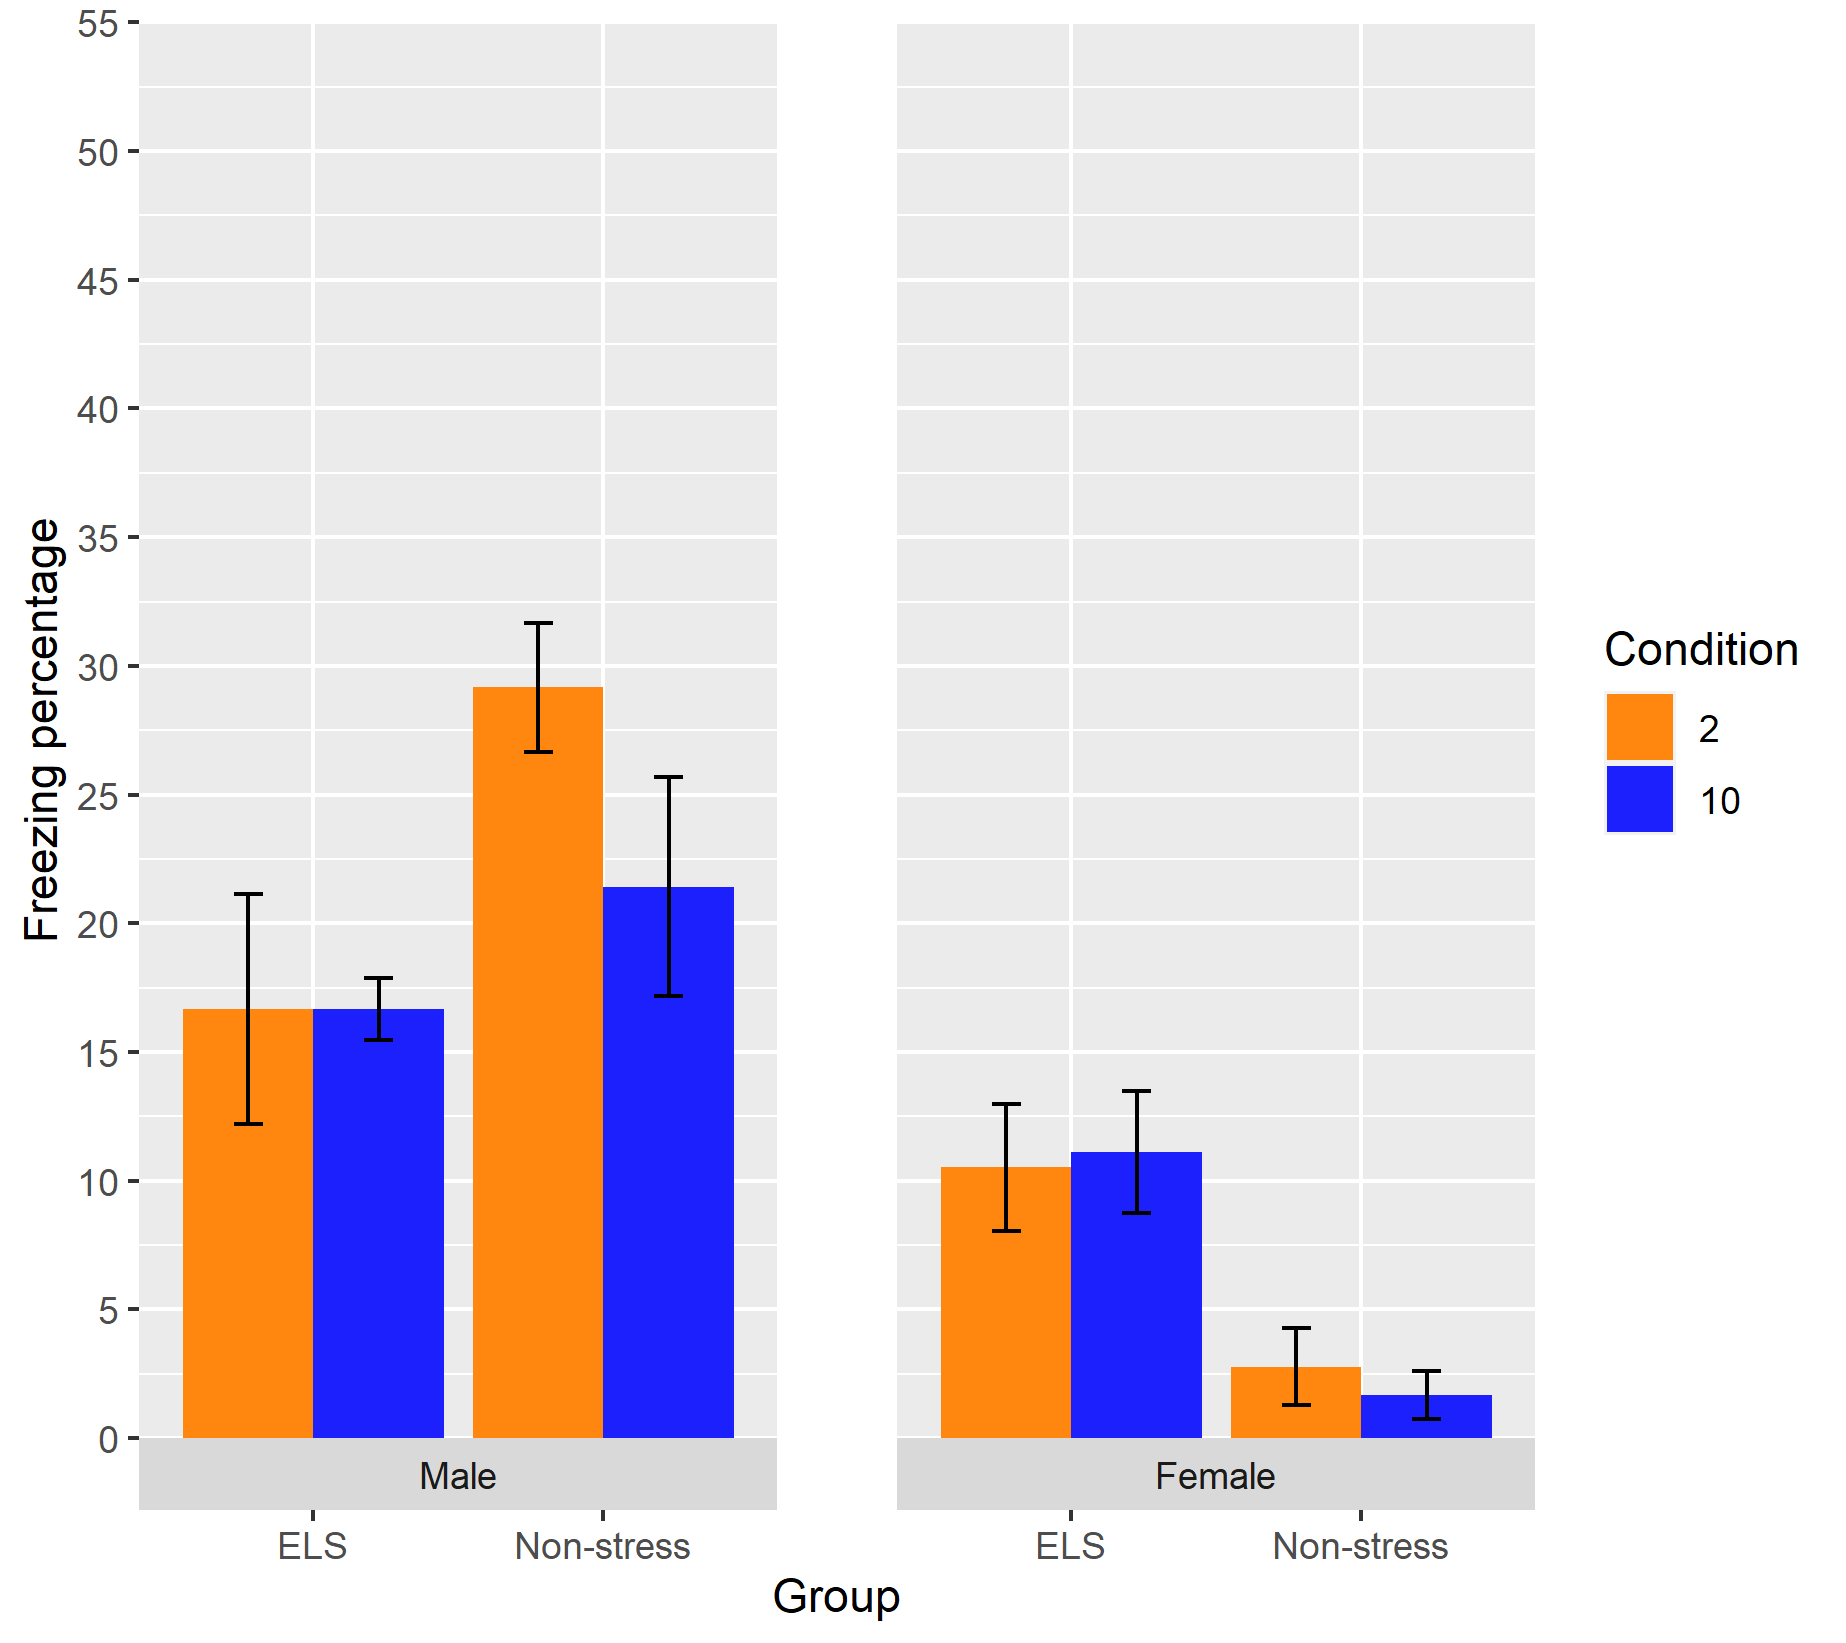 Freezing percentage
55
50
45
40
35
30
25
20
15
10
5
0
Male
Female
ELS
Non-stress
ELS
Non-stress
Group
Condition
2
10